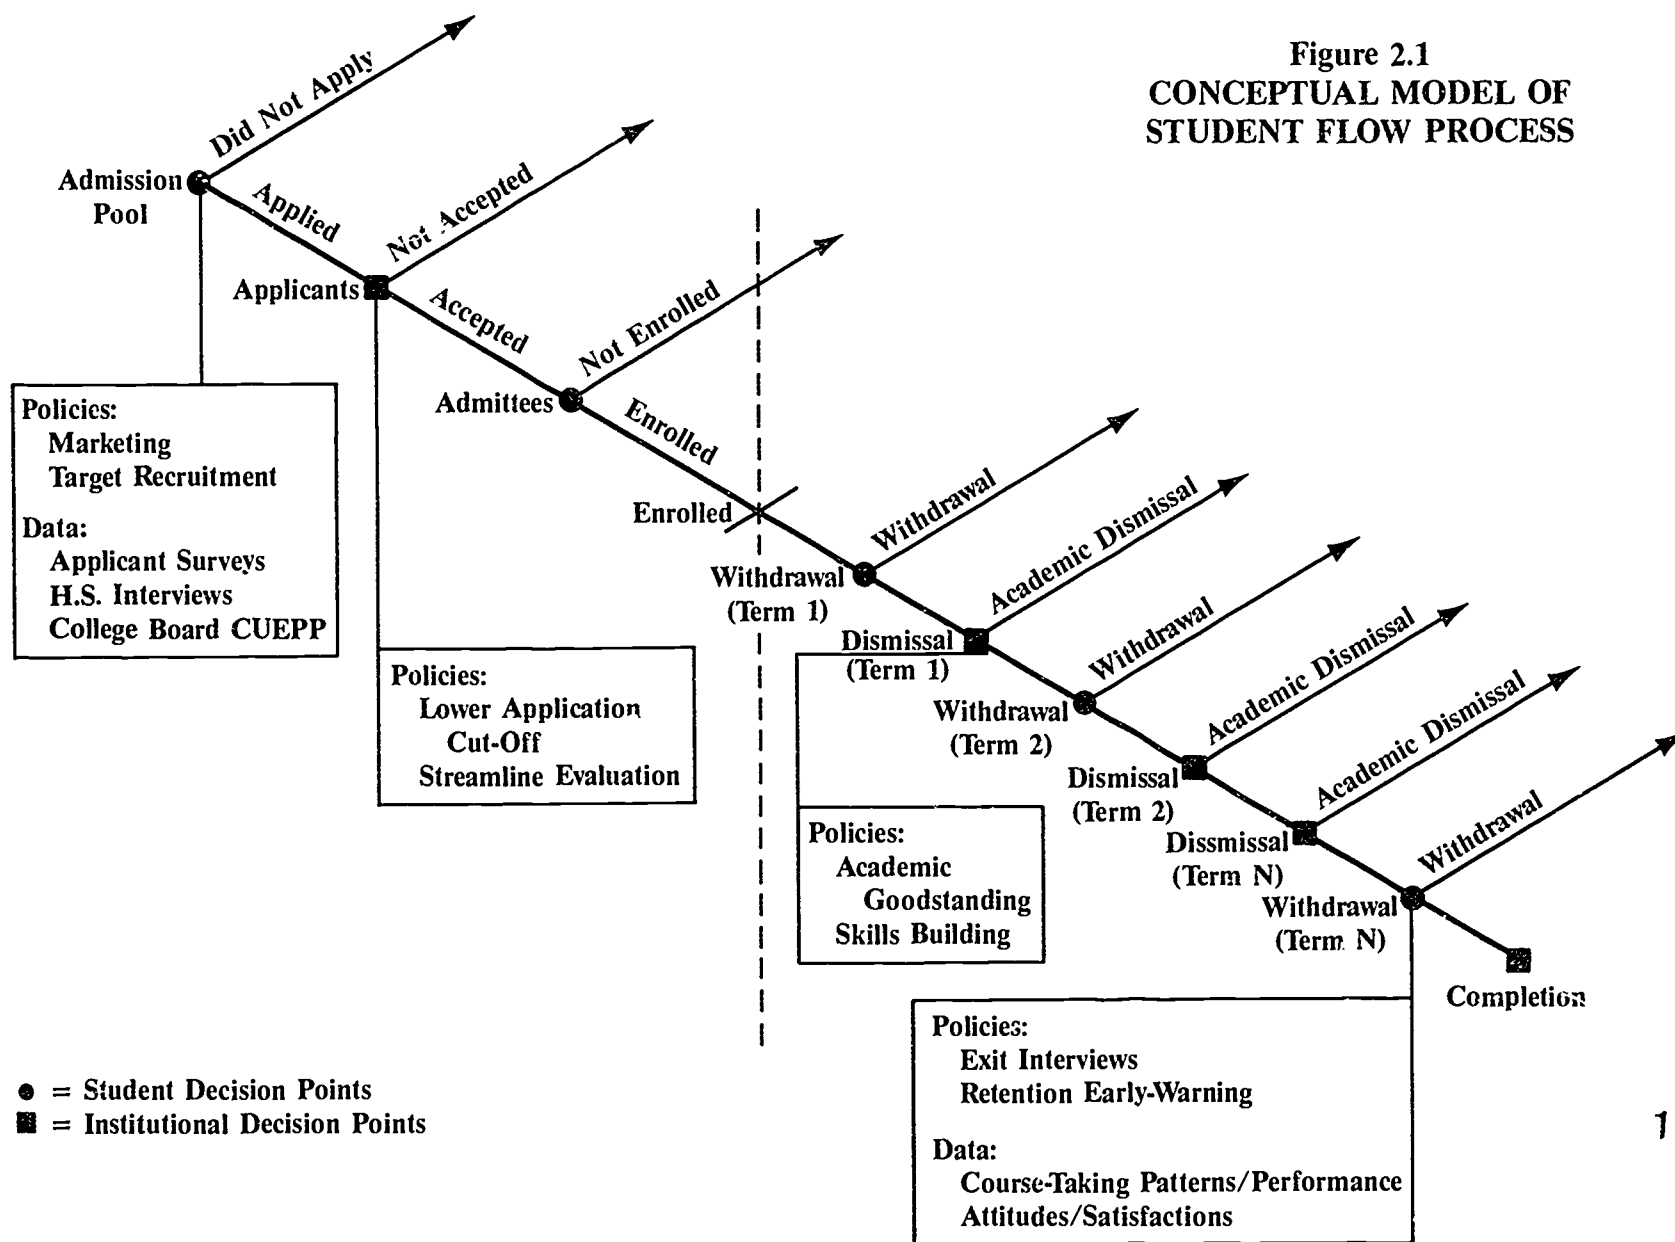 Figure 2.1
CONCEPTUAL MODEL OF
STUDENT FLOW PROCESS
Did Not Apply
Admission
Pool
Applied
Not Accepted
Applicants
Accepted
Not Enrolled
Admittees
Enrolled
Enrolled
Policies:
Marketing
Target Recruitment
Data:
Applicant Surveys
H.S. Interviews
College Board CUEPP
Policies:
Lower Application
Cut-Off
Streamline Evaluation
Withdrawal
Withdrawal
(Term 1)
Academic Dismissal
Dismissal
(Term 1)
Withdrawal
Withdrawal
(Term 2)
Academic Dismissal
Dismissal
(Term 2)
Academic Dismissal
Dissmissal
(Term N)
Withdrawal
Withdrawal
(Term N)
Completion
Policies:
Academic
Goodstanding
Skills Building
Policies:
Exit Interviews
Retention Early-Warning
Data:
Course-Taking Patterns/Performance
Attitudes/Satisfactions
● = Student Decision Points
■ = Institutional Decision Points
1